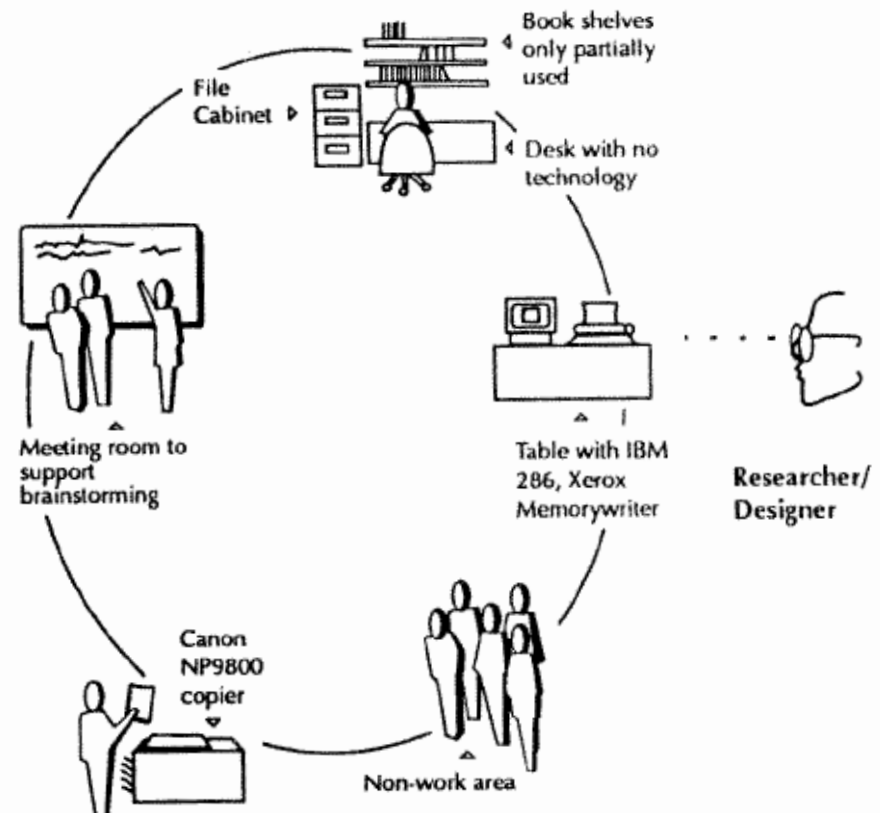 Book shelves
only partially
used
File
Cabinet
Desk with no
technology
Meeting room to
support
brainstorming
Table with IBM
286, Xerox
Memorywriter
Researcher/
Designer
Canon
NP9800
copier
Non-work area